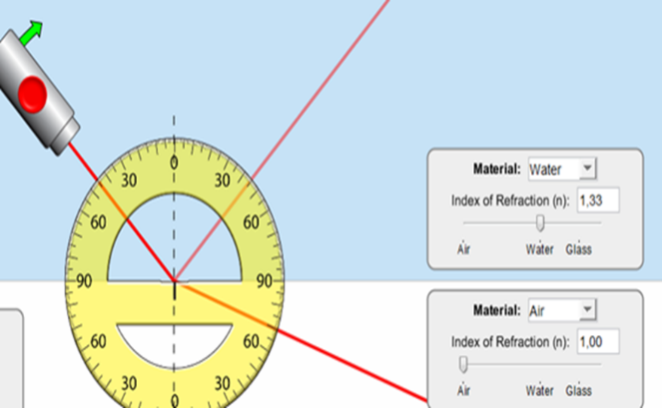 0
30 30
60 60
90 90
60 60
30 30
0
Material: Water
Index of Refraction (n): 1,33
Air Water Glass
Material: Air
Index of Refraction (n): 1,00
Air Water Glass